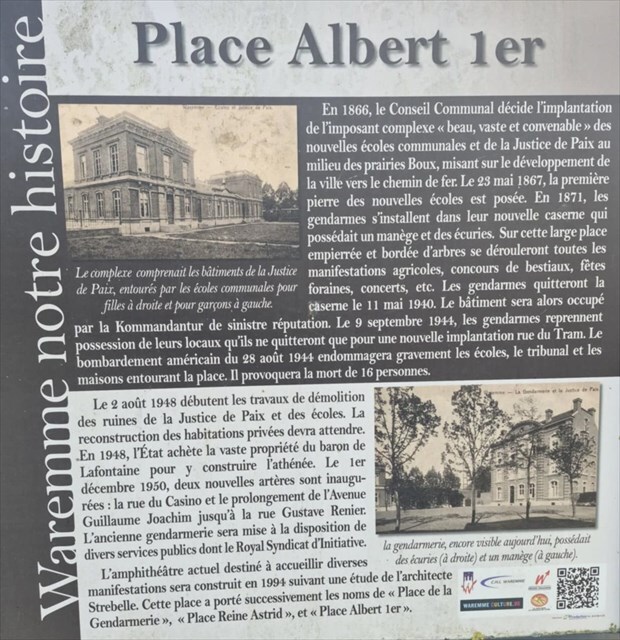 Waremme notre histoire
Place Albert 1er
En 1866, le Conseil Communal décide l'implantation
de l'imposant complexe « beau, vaste et convenable » des
nouvelles écoles communales et de la Justice de Paix au
milieu des prairies Boux, misant sur le développement de
la ville vers le chemin de fer. Le 23 mai 1867, la première
pierre des nouvelles écoles est posée. En 1871, les
gendarmes s'installent dans leur nouvelle caserne qui
possédait un manège et des écuries. Sur cette large place
empierrée et bordée d'arbres se dérouleront toutes les
manifestations agricoles, concours de bestiaux, fêtes
foraines, concerts, etc. Les gendarmes quitteront la
caserne le 11 mai 1940. Le bâtiment sera alors occupé
par la Kommandantur de sinistre réputation. Le 9 septembre 1944, les gendarmes reprennent
possession de leurs locaux qu'ils ne quitteront que pour une nouvelle implantation rue du Tram. Le
bombardement américain du 28 août 1944 endommagera gravement les écoles, le tribunal et les
maisons entourant la place. Il provoquera la mort de 16 personnes.
Le complexe comprenait les bâtiments de la Justice
de Paix, entourés par les écoles communales pour
filles à droite et pour garçons à gauche.
Le 2 août 1948 débutent les travaux de démolition
des ruines de la Justice de Paix et des écoles. La
reconstruction des habitations privées devra attendre.
En 1948, l'État achète la vaste propriété du baron de
Lafontaine pour y construire l'athénée. Le 1er
décembre 1950, deux nouvelles artères sont inaugu-
rées : la rue du Casino et le prolongement de l'Avenue
Guillaume Joachim jusqu'à la rue Gustave Renier.
L'ancienne gendarmerie sera mise à la disposition de
divers services publics dont le Royal Syndicat d'Initiative.
L'amphithéâtre actuel destiné à accueillir diverses
manifestations sera construit en 1994 suivant une étude de l'architecte
Strebelle. Cette place a porté successivement les noms de « Place de la
Gendarmerie », « Place Reine Astrid », et « Place Albert 1er ».
La Gendarmerie et la Justice de Paix
la gendarmerie, encore visible aujourd'hui, possédait
des écuries (à droite) et un manège (à gauche).
WAREMME CULTURE